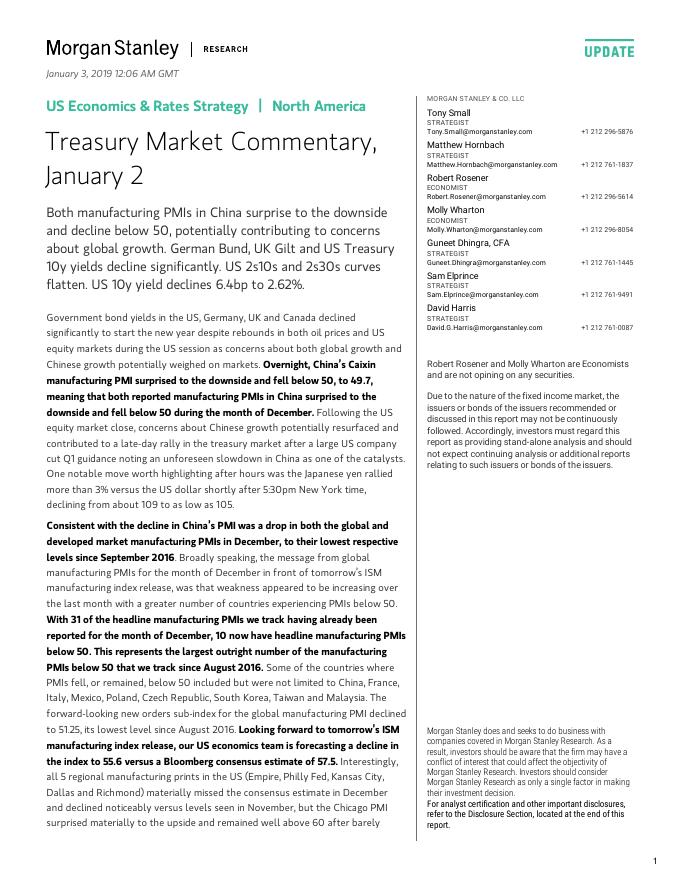 Morgan Stanley | RESEARCH
UPDATE
January 3, 2019 12:06 AM GMT
US Economics & Rates Strategy | North America
Treasury Market Commentary,
January 2
Both manufacturing PMIs in China surprise to the downside
and decline below 50, potentially contributing to concerns
about global growth. German Bund, UK Gilt and US Treasury
10y yields decline significantly. US 2s10s and 2s30s curves
flatten. US 10y yield declines 6.4bp to 2.62%.
Government bond yields in the US, Germany, UK and Canada declined
significantly to start the new year despite rebounds in both oil prices and US
equity markets during the US session as concerns about both global growth and
Chinese growth potentially weighed on markets. Overnight, China's Caixin
manufacturing PMI surprised to the downside and fell below 50, to 49.7,
meaning that both reported manufacturing PMIs in China surprised to the
downside and fell below 50 during the month of December. Following the US
equity market close, concerns about Chinese growth potentially resurfaced and
contributed to a late-day rally in the treasury market after a large US company
cut Q1 guidance noting an unforeseen slowdown in China as one of the catalysts.
One notable move worth highlighting after hours was the Japanese yen rallied
more than 3% versus the US dollar shortly after 5:30pm New York time,
declining from about 109 to as low as 105.
Consistent with the decline in China's PMI was a drop in both the global and
developed market manufacturing PMIs in December, to their lowest respective
levels since September 2016. Broadly speaking, the message from global
manufacturing PMIs for the month of December in front of tomorrow's ISM
manufacturing index release, was that weakness appeared to be increasing over
the last month with a greater number of countries experiencing PMIs below 50.
With 31 of the headline manufacturing PMIs we track having already been
reported for the month of December, 10 now have headline manufacturing PMIs
below 50. This represents the largest outright number of the manufacturing
PMIs below 50 that we track since August 2016. Some of the countries where
PMIs fell, or remained, below 50 included but were not limited to China, France,
Italy, Mexico, Poland, Czech Republic, South Korea, Taiwan and Malaysia. The
forward-looking new orders sub-index for the global manufacturing PMI declined
to 51.25, its lowest level since August 2016. Looking forward to tomorrow's ISM
manufacturing index release, our US economics team is forecasting a decline in
the index to 55.6 versus a Bloomberg consensus estimate of 57.5. Interestingly,
all 5 regional manufacturing prints in the US (Empire, Philly Fed, Kansas City,
Dallas and Richmond) materially missed the consensus estimate in December
and declined noticeably versus levels seen in November, but the Chicago PMI
surprised materially to the upside and remained well above 60 after barely
MORGAN STANLEY & CO. LLC
Tony Small
STRATEGIST
Tony.Small@morganstanley.com +1 212 296-5876
Matthew Hornbach
STRATEGIST
Matthew.Hornbach@morganstanley.com +1 212 761-1837
Robert Rosener
ECONOMIST
Robert.Rosener@morganstanley.com +1 212 296-5614
Molly Wharton
ECONOMIST
Molly.Wharton@morganstanley.com +1 212 296-8054
Guneet Dhingra, CFA
STRATEGIST
Guneet.Dhingra@morganstanley.com +1 212 761-1445
Sam Elprince
STRATEGIST
Sam.Elprince@morganstanley.com +1 212 761-9491
David Harris
STRATEGIST
David.G.Harris@morganstanley.com +1 212 761-0087
Robert Rosener and Molly Wharton are Economists
and are not opining on any securities.
Due to the nature of the fixed income market, the
issuers or bonds of the issuers recommended or
discussed in this report may not be continuously
followed. Accordingly, investors must regard this
report as providing stand-alone analysis and should
not expect continuing analysis or additional reports
relating to such issuers or bonds of the issuers.
Morgan Stanley does and seeks to do business with
companies covered in Morgan Stanley Research. As a
result, investors should be aware that the firm may have a
conflict of interest that could affect the objectivity of
Morgan Stanley Research. Investors should consider
Morgan Stanley Research as only a single factor in making
their investment decision.
For analyst certification and other important disclosures,
refer to the Disclosure Section, located at the end of this
report.
1